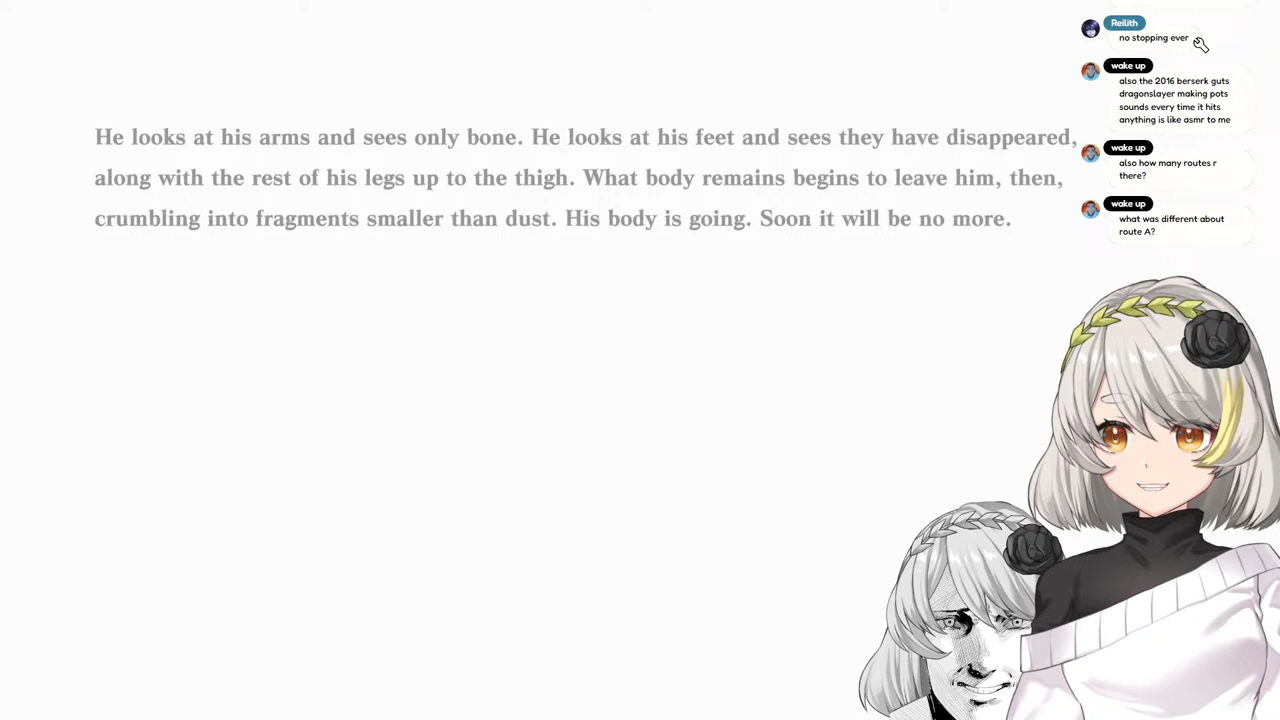 He looks at his arms and sees only bone. He looks at his feet and sees they have disappeared,
along with the rest of his legs up to the thigh. What body remains begins to leave him, then,
crumbling into fragments smaller than dust. His body is going. Soon it will be no more.
Reilith
no stopping ever
wake up
also the 2016 berserk guts
dragonslayer making pots
sounds every time it hits
anything is like asmr to me
wake up
also how many routes r
there?
wake up
what was different about
route A?